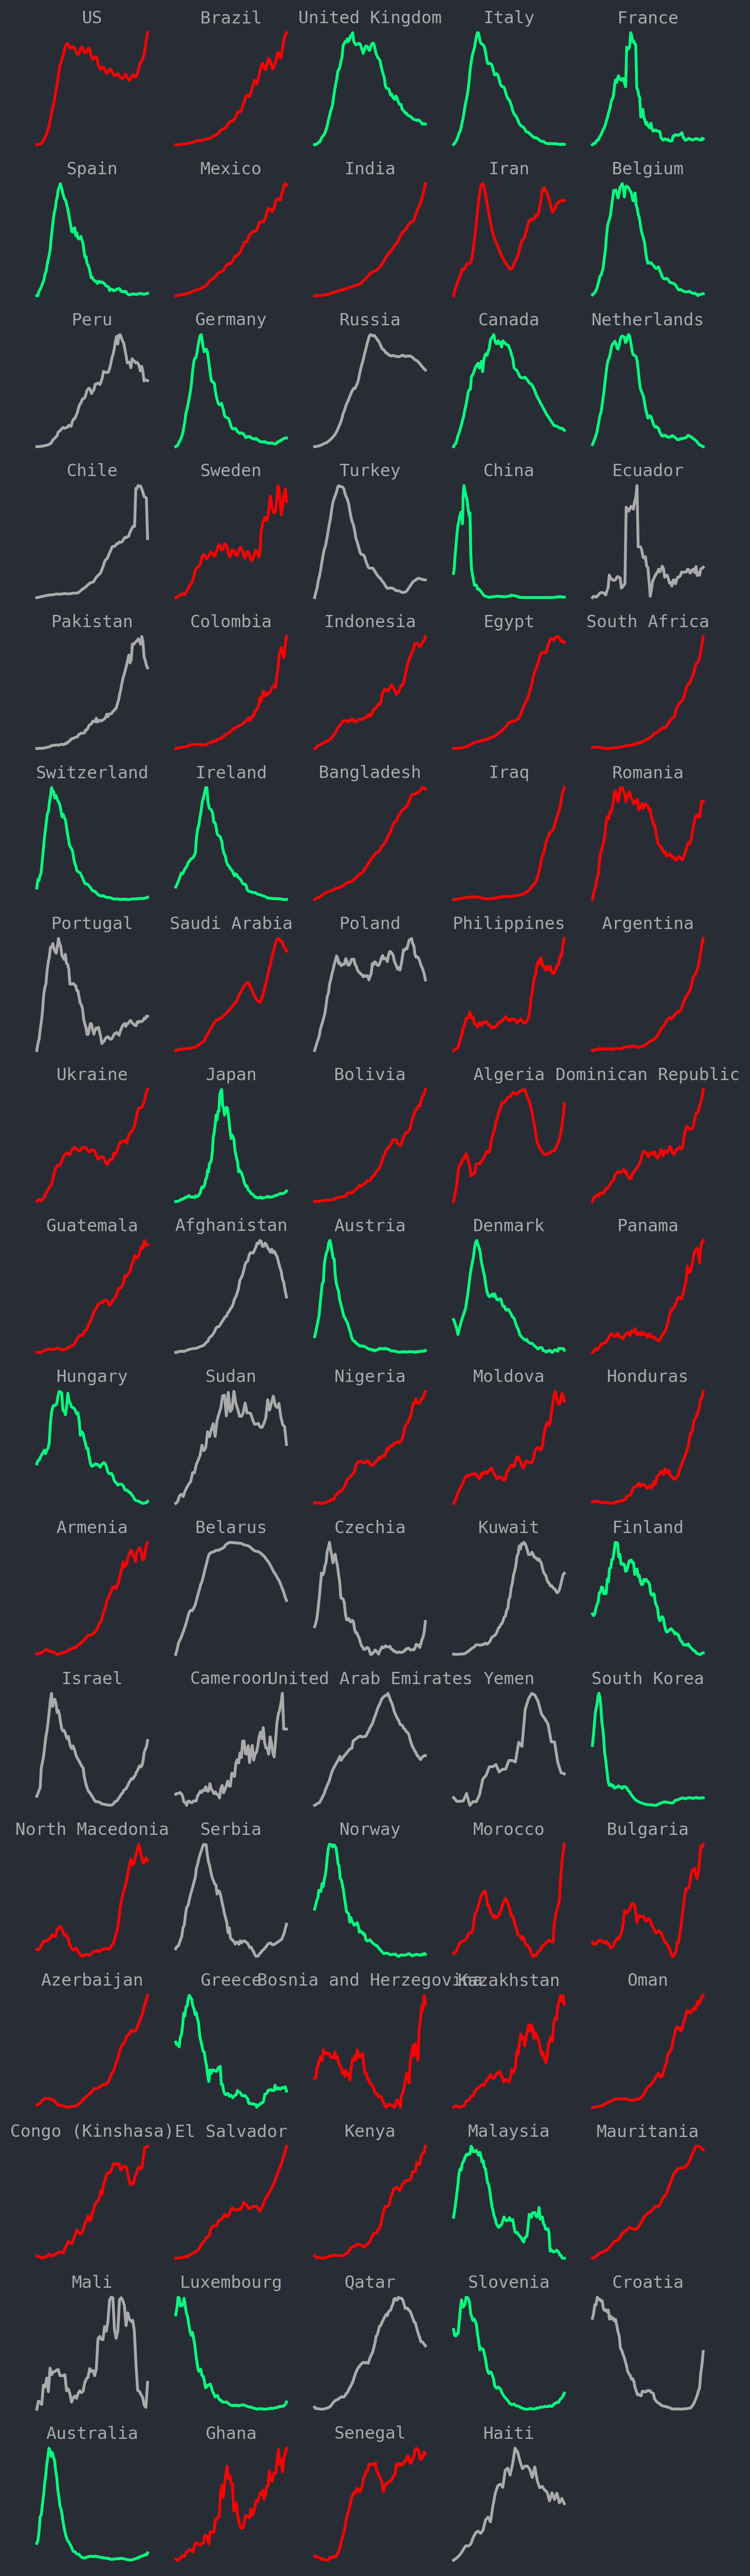 US Brazil United Kingdom Italy France
Spain Mexico India Iran Belgium
Peru Germany Russia Canada Netherlands
Chile Sweden Turkey China Ecuador
Pakistan Colombia Indonesia Egypt South Africa
Switzerland Ireland Bangladesh Iraq Romania
Portugal Saudi Arabia Poland Philippines Argentina
Ukraine Japan Bolivia Algeria Dominican Republic
Guatemala Afghanistan Austria Denmark Panama
Hungary Sudan Nigeria Moldova Honduras
Armenia Belarus Czechia Kuwait Finland
Israel Cameroon United Arab Emirates Yemen South Korea
North Macedonia Serbia Norway Morocco Bulgaria
Azerbaijan Greece Bosnia and Herzegovina Kazakhstan Oman
Congo (Kinshasa) El Salvador Kenya Malaysia Mauritania
Mali Luxembourg Qatar Slovenia Croatia
Australia Ghana Senegal Haiti